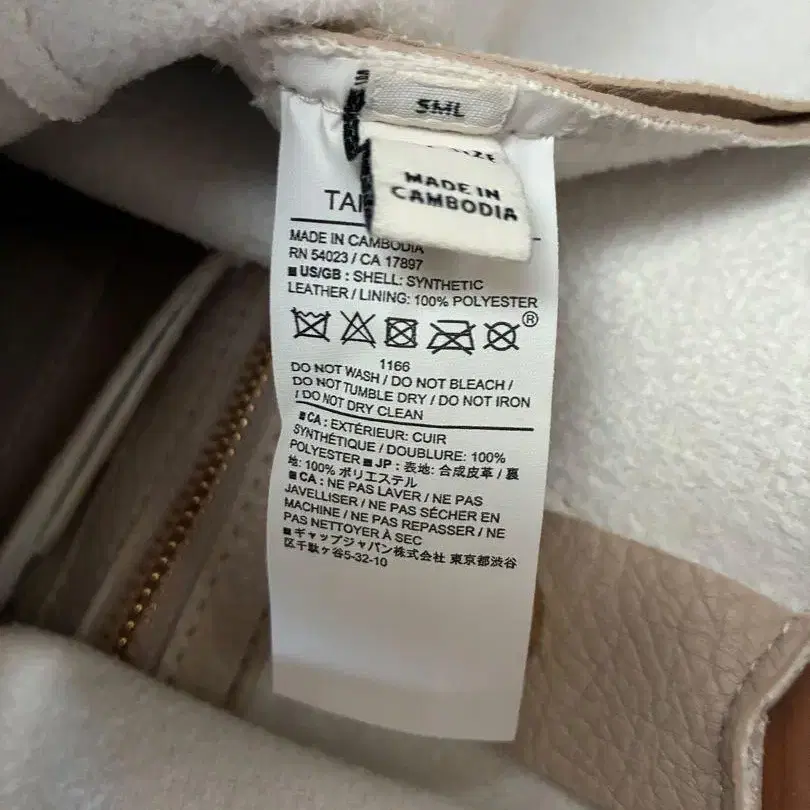 SML
MADE IN
CAMBODIA
MADE IN CAMBODIA
RN 54023 / CA 17897
■ US/GB : SHELL: SYNTHETIC
LEATHER / LINING: 100% POLYESTER
®
1166
DO NOT WASH / DO NOT BLEACH /
DO NOT TUMBLE DRY / DO NOT IRON
/ DO NOT DRY CLEAN
■ CA : EXTÉRIEUR: CUIR
SYNTHÉTIQUE / DOUBLURE: 100%
POLYESTER ■ JP : 表地: 合成皮革 / 裏
地: 100% ポリエステル
■ CA : NE PAS LAVER / NE PAS
JAVELLISER / NE PAS SÉCHER EN
MACHINE / NE PAS REPASSER / NE
PAS NETTOYER À SEC
■ ギャップジャパン株式会社 東京都渋谷
区千駄ヶ谷5-32-10